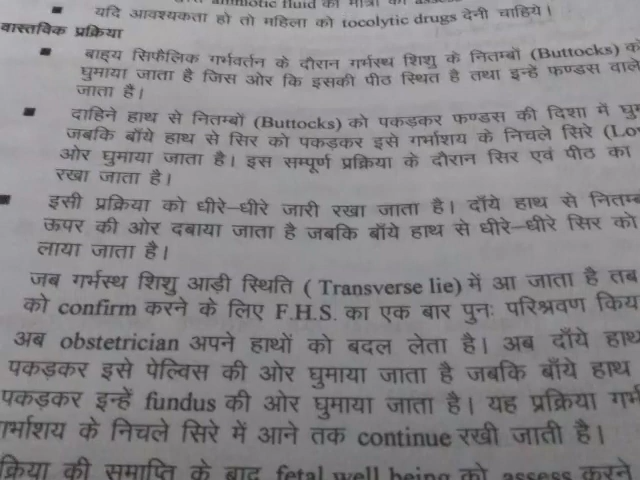 amniotic fluid की मात्रा को
यदि आवश्यकता हो तो महिला को tocolytic drugs देनी चाहिये।
वास्तविक प्रक्रिया
बाह्य सिफैलिक गर्भवर्तन के दौरान गर्भस्थ शिशु के नितम्बों (Buttocks) को
घुमाया जाता है जिस ओर कि इसकी पीठ स्थित है तथा इन्हें फण्डस वाले
जाता है।
दाहिने हाथ से नितम्बों (Buttocks) को पकड़कर फण्डस की दिशा में
जबकि बाँये हाथ से सिर को पकड़कर इसे गर्भाशय के निचले सिरे
ओर घुमाया जाता है। इस सम्पूर्ण प्रक्रिया के दौरान सिर एवं पीठ का
रखा जाता है।
इसी प्रक्रिया को धीरे-धीरे जारी रखा जाता है। दाँये हाथ से
ऊपर की ओर दबाया जाता है जबकि बाँये हाथ से धीरे-धीरे सिर को
लाया जाता है।
जब गर्भस्थ शिशु आड़ी स्थिति ( Transverse lie) में आ जाता है तब
को confirm करने के लिए F.H.S. का एक बार पुनः परिश्रवण
अब obstetrician अपने हाथों को बदल लेता है। अब दाँये हाथ
पकड़कर इसे पेल्विस की ओर घुमाया जाता है जबकि बाँये हाथ
पकड़कर इन्हें fundus की ओर घुमाया जाता है। यह प्रक्रिया
गर्भाशय के निचले सिरे में आने तक continue रखी जाती है।
की समाप्ति के बाद fetal well being को assess करने